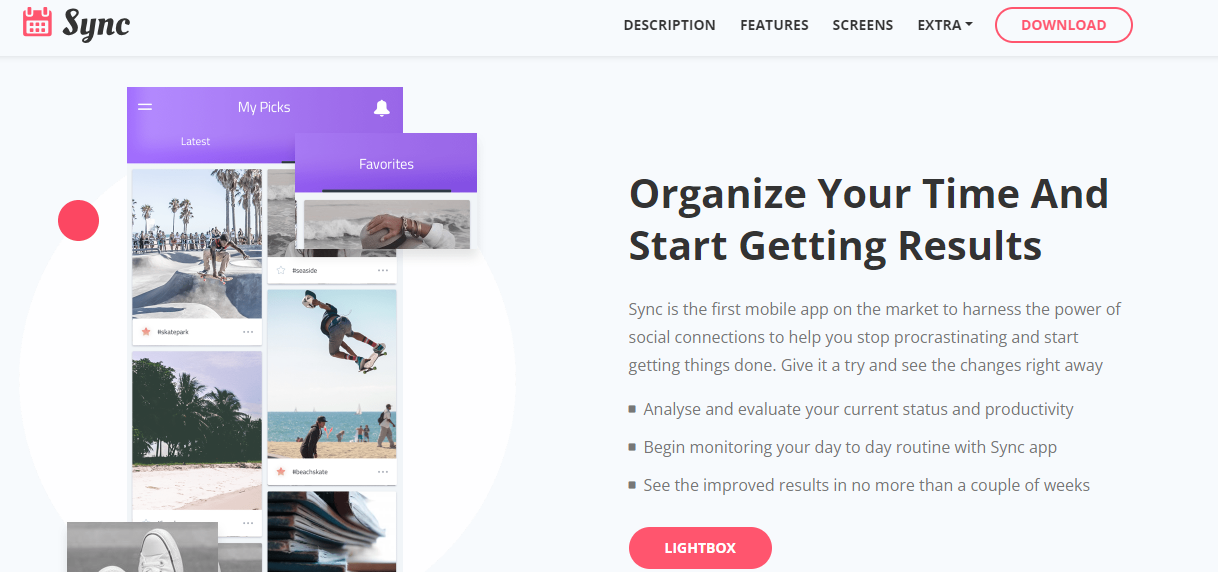 Sync
DESCRIPTION
FEATURES
SCREENS
EXTRA
DOWNLOAD
My Picks
Latest
Favorites
#seaside
#skatepark
#beachskate
Organize Your Time And
Start Getting Results
Sync is the first mobile app on the market to harness the power of
social connections to help you stop procrastinating and start
getting things done. Give it a try and see the changes right away
Analyse and evaluate your current status and productivity
Begin monitoring your day to day routine with Sync app
See the improved results in no more than a couple of weeks
LIGHTBOX